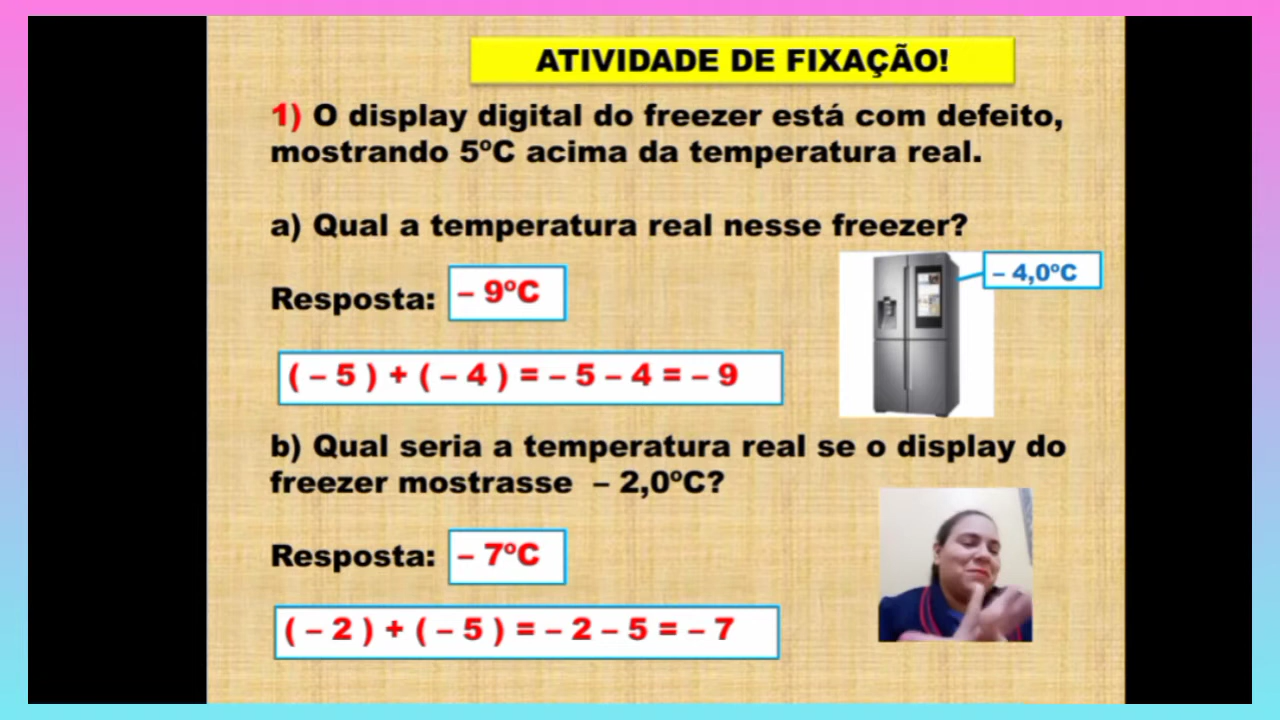 ATIVIDADE DE FIXAÇÃO!
1) O display digital do freezer está com defeito,
mostrando 5ºC acima da temperatura real.
a) Qual a temperatura real nesse freezer?
– 4,0ºC
Resposta: – 9ºC
( – 5 ) + ( – 4 ) = – 5 – 4 = – 9
b) Qual seria a temperatura real se o display do
freezer mostrasse – 2,0ºC?
Resposta: – 7ºC
( – 2 ) + ( – 5 ) = – 2 – 5 = – 7